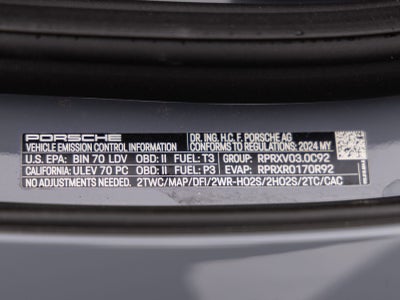 PORSCHE DR. ING. H.C. F. PORSCHE AG
VEHICLE EMISSION CONTROL INFORMATION CONFORMS TO REGULATIONS: 2024 MY
U.S. EPA: BIN 70 LDV OBD: II FUEL: T3 GROUP: RPRXV03.0C92
CALIFORNIA: ULEV 70 PC OBD: II FUEL: P3 EVAP: RPRXR0170R92
NO ADJUSTMENTS NEEDED. 2TWC/MAP/DFI/2WR-HO2S/2HO2S/2TC/CAC